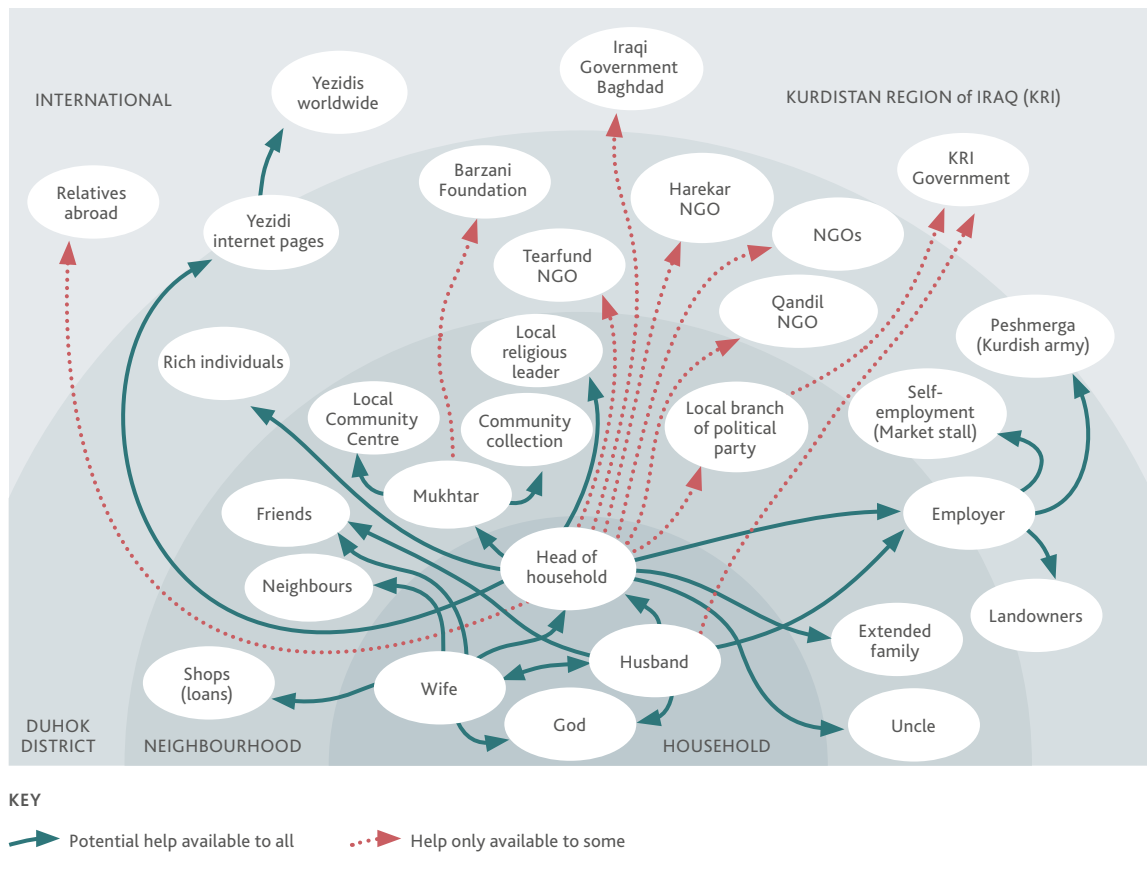 INTERNATIONAL
Yezidis
worldwide
Iraqi
Government
Baghdad
KURDISTAN REGION of IRAQ (KRI)
Relatives
abroad
Yezidi
internet pages
Barzani
Foundation
Harekar
NGO
KRI
Government
Tearfund
NGO
NGOs
Qandil
NGO
Rich individuals
Local
religious
leader
Peshmerga
(Kurdish army)
Local
Community
Centre
Community
collection
Local branch
of political
party
Self-
employment
(Market stall)
Mukhtar
Friends
Employer
Neighbours
Head of
household
Landowners
Extended
family
Shops
(loans)
Wife
Husband
God
Uncle
DUHOK
DISTRICT
NEIGHBOURHOOD
HOUSEHOLD
KEY
Potential help available to all
Help only available to some